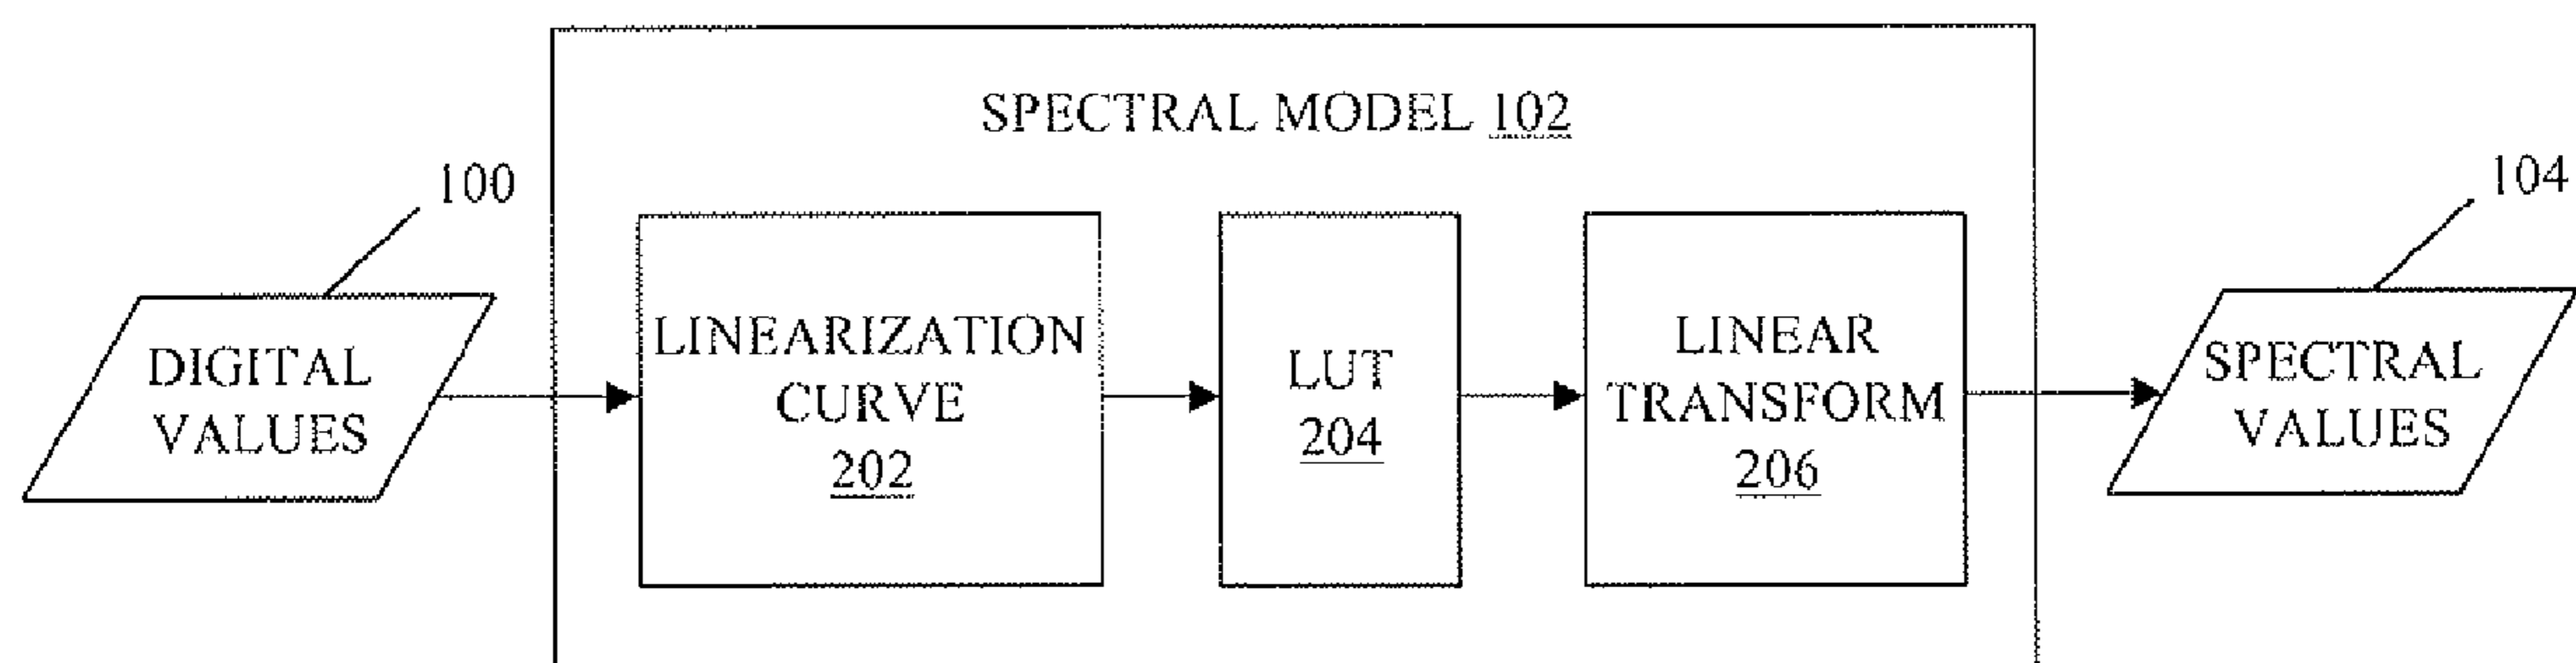 SPECTRAL MODEL 102
100
104
DIGITAL
VALUES
LINEARIZATION
CURVE
202
LUT
204
LINEAR
TRANSFORM
206
SPECTRAL
VALUES